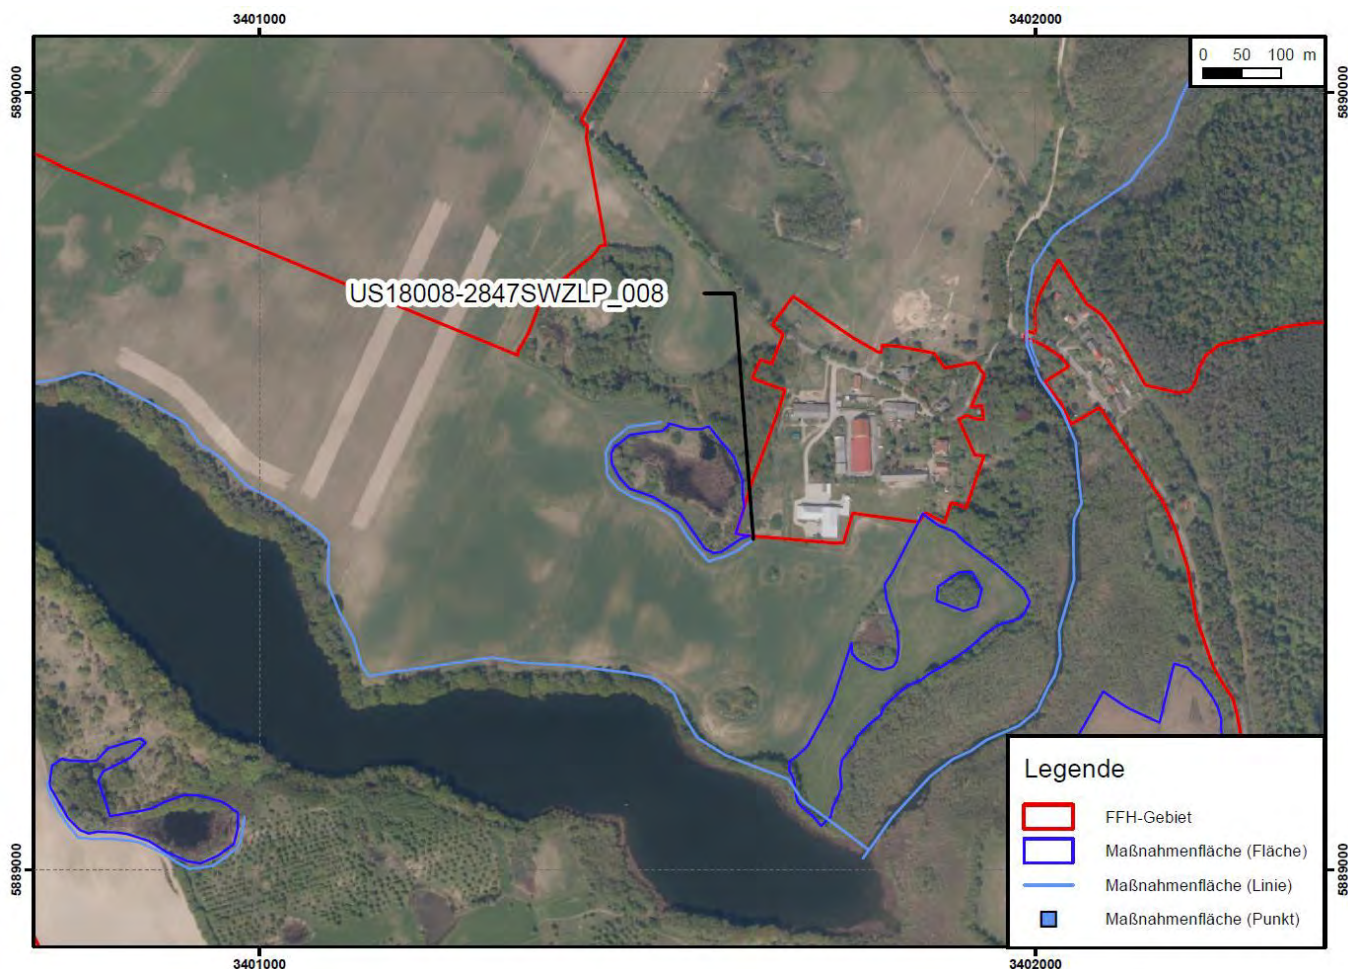 3401000 3402000
0 50 100 m
5890000 5890000
US18008-2847SWZLP_008
Legende
FFH-Gebiet
Maßnahmenfläche (Fläche)
Maßnahmenfläche (Linie)
Maßnahmenfläche (Punkt)
5889000 5889000
3401000 3402000